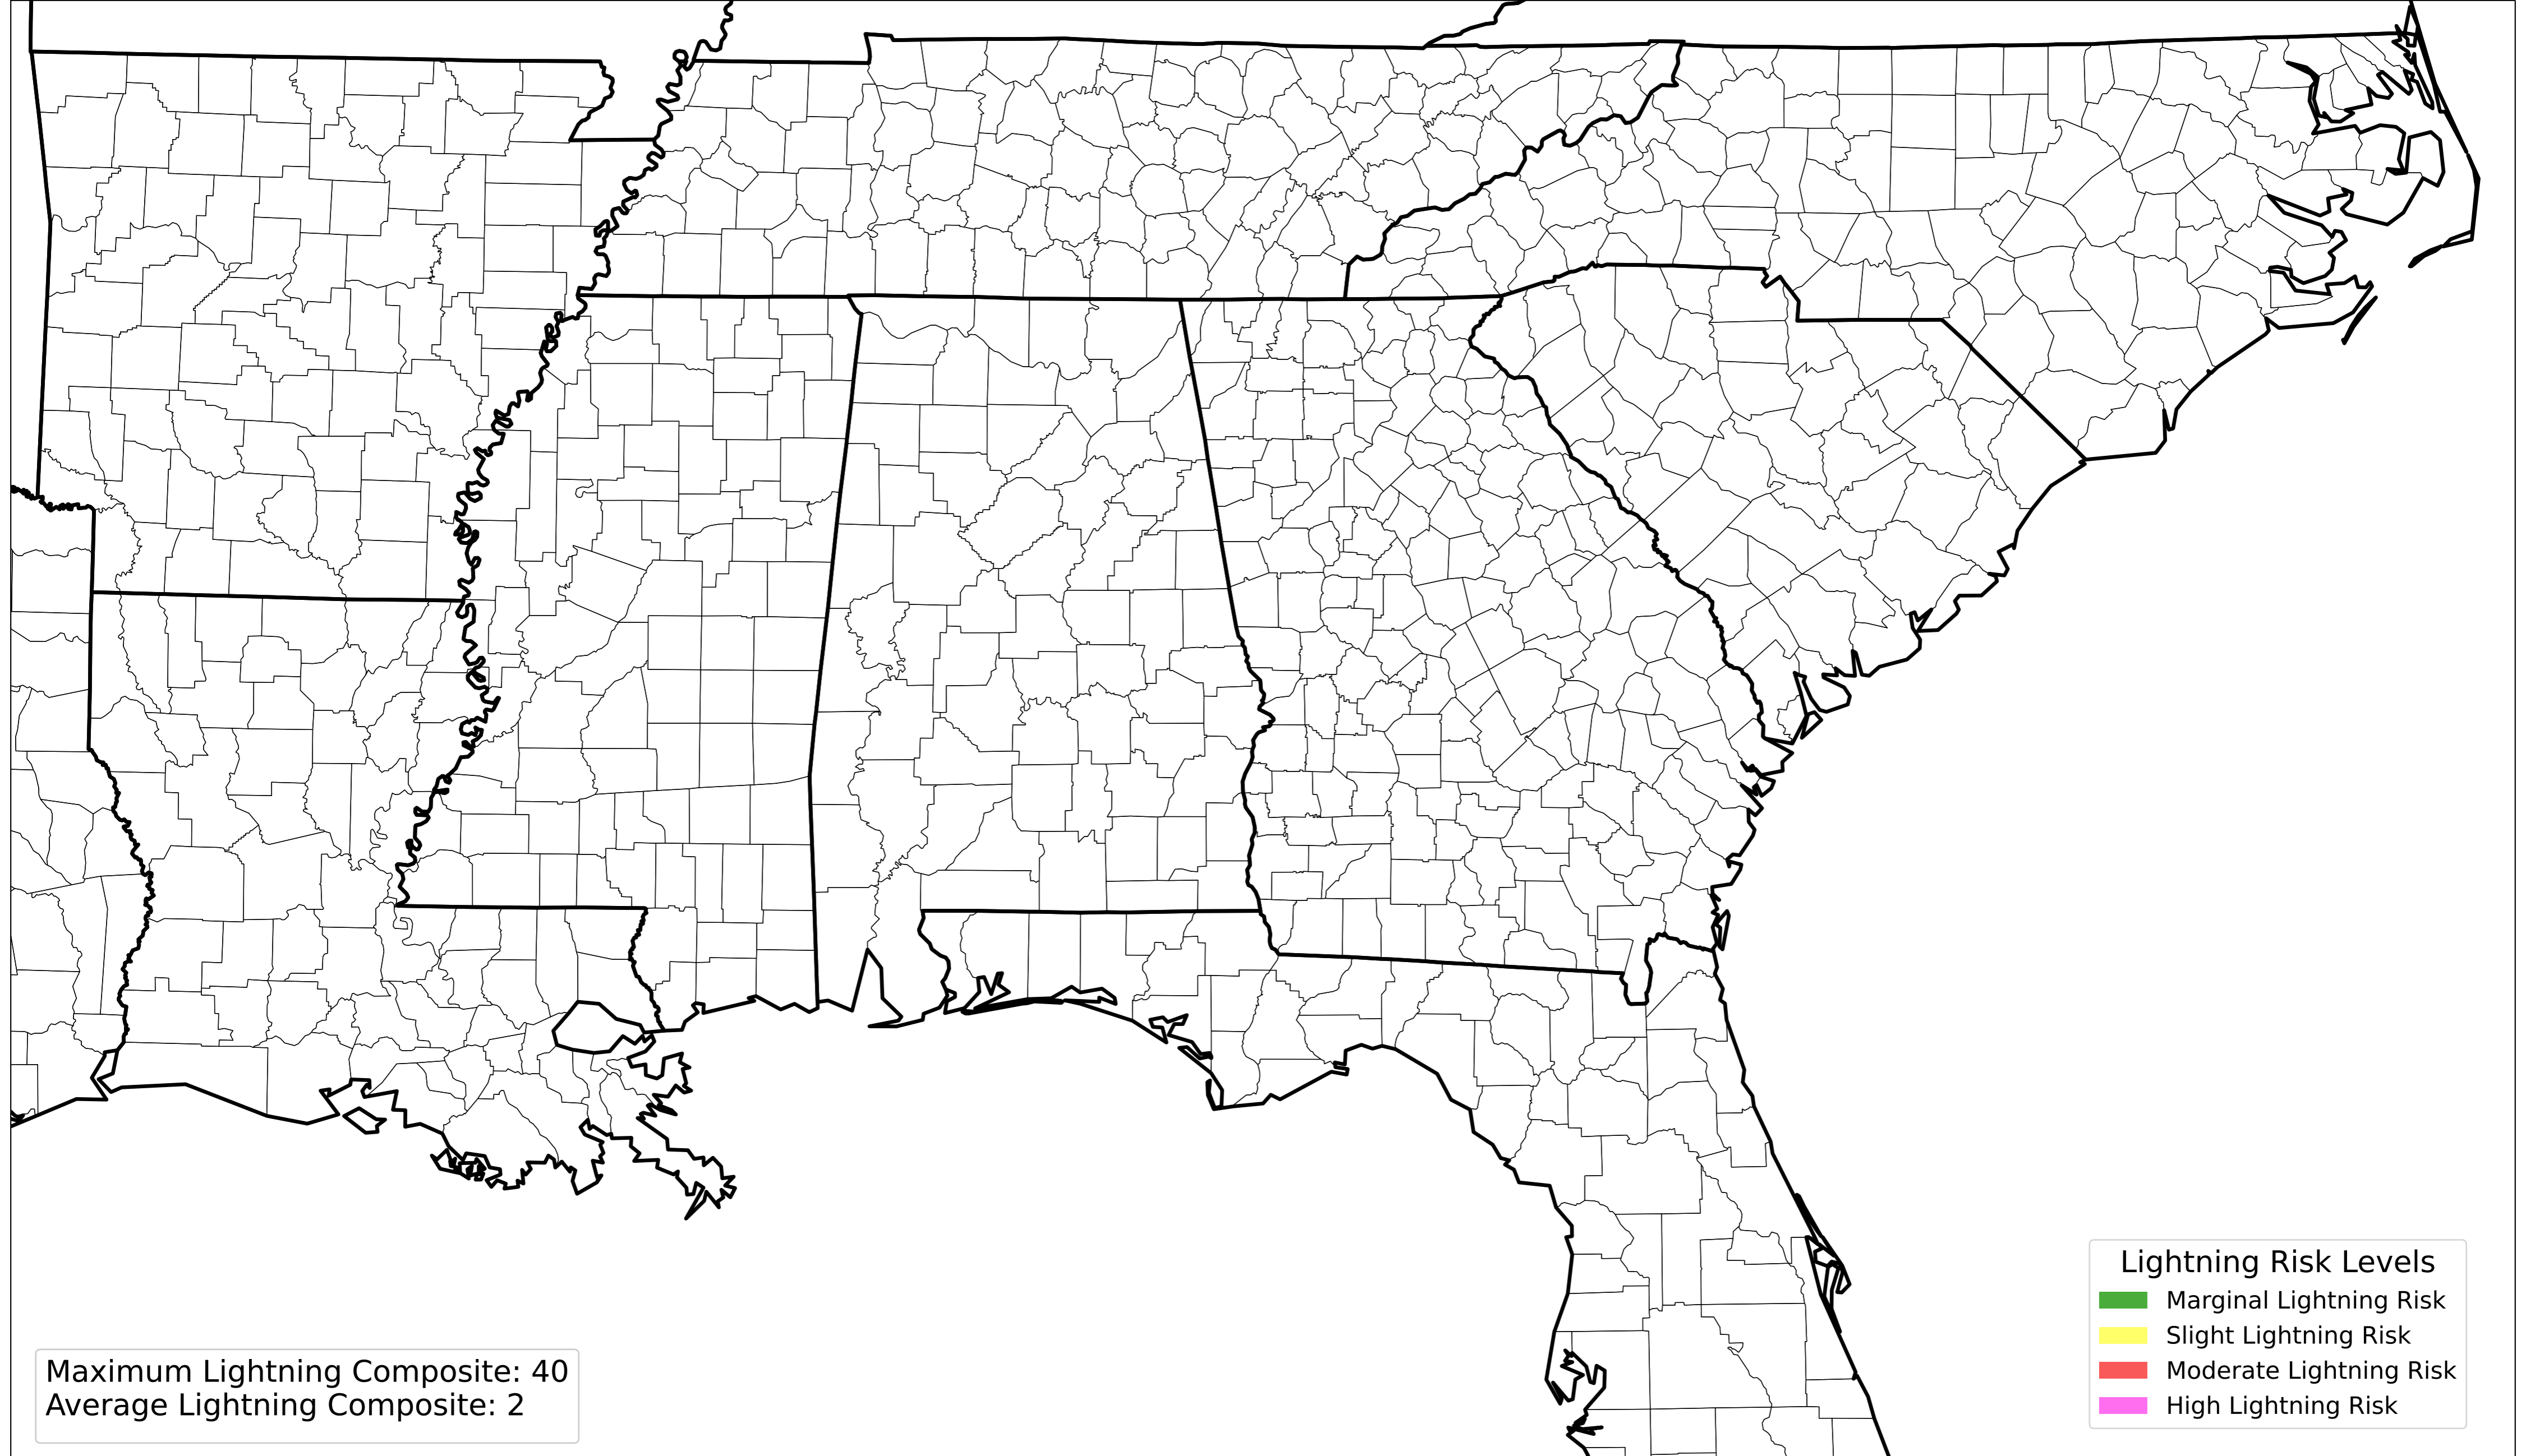 Maximum Lightning Composite: 40
Average Lightning Composite: 2
Lightning Risk Levels
Marginal Lightning Risk
Slight Lightning Risk
Moderate Lightning Risk
High Lightning Risk